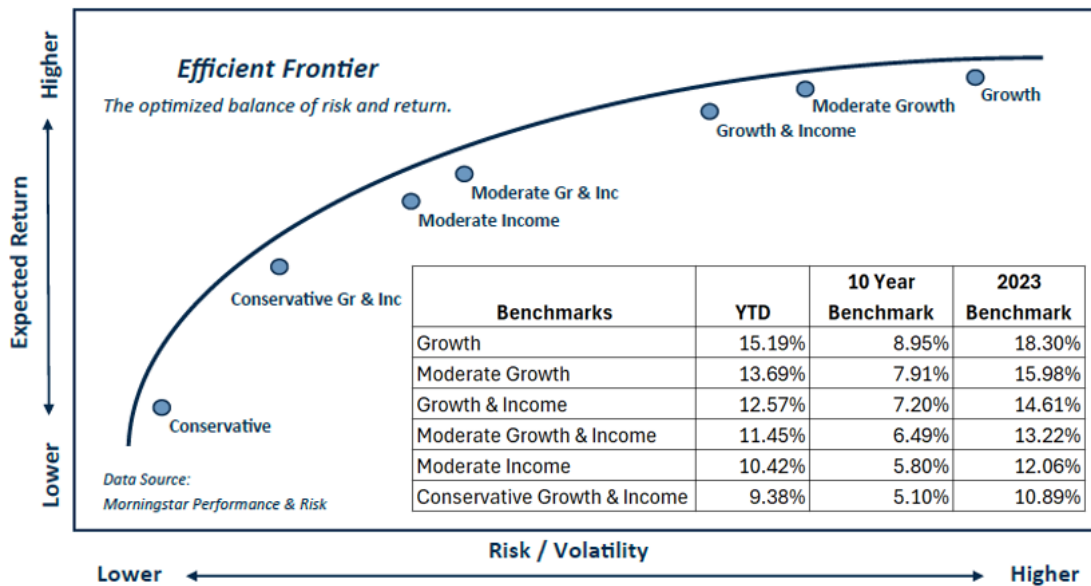 Higher
Expected Return
Lower
Efficient Frontier
The optimized balance of risk and return.
Growth
Moderate Growth
Growth & Income
Moderate Gr & Inc
Moderate Income
Conservative Gr & Inc
Conservative
Data Source:
Morningstar Performance & Risk
Benchmarks YTD 10 Year Benchmark 2023 Benchmark
Growth 15.19% 8.95% 18.30%
Moderate Growth 13.69% 7.91% 15.98%
Growth & Income 12.57% 7.20% 14.61%
Moderate Growth & Income 11.45% 6.49% 13.22%
Moderate Income 10.42% 5.80% 12.06%
Conservative Growth & Income 9.38% 5.10% 10.89%
Risk / Volatility
Lower Higher